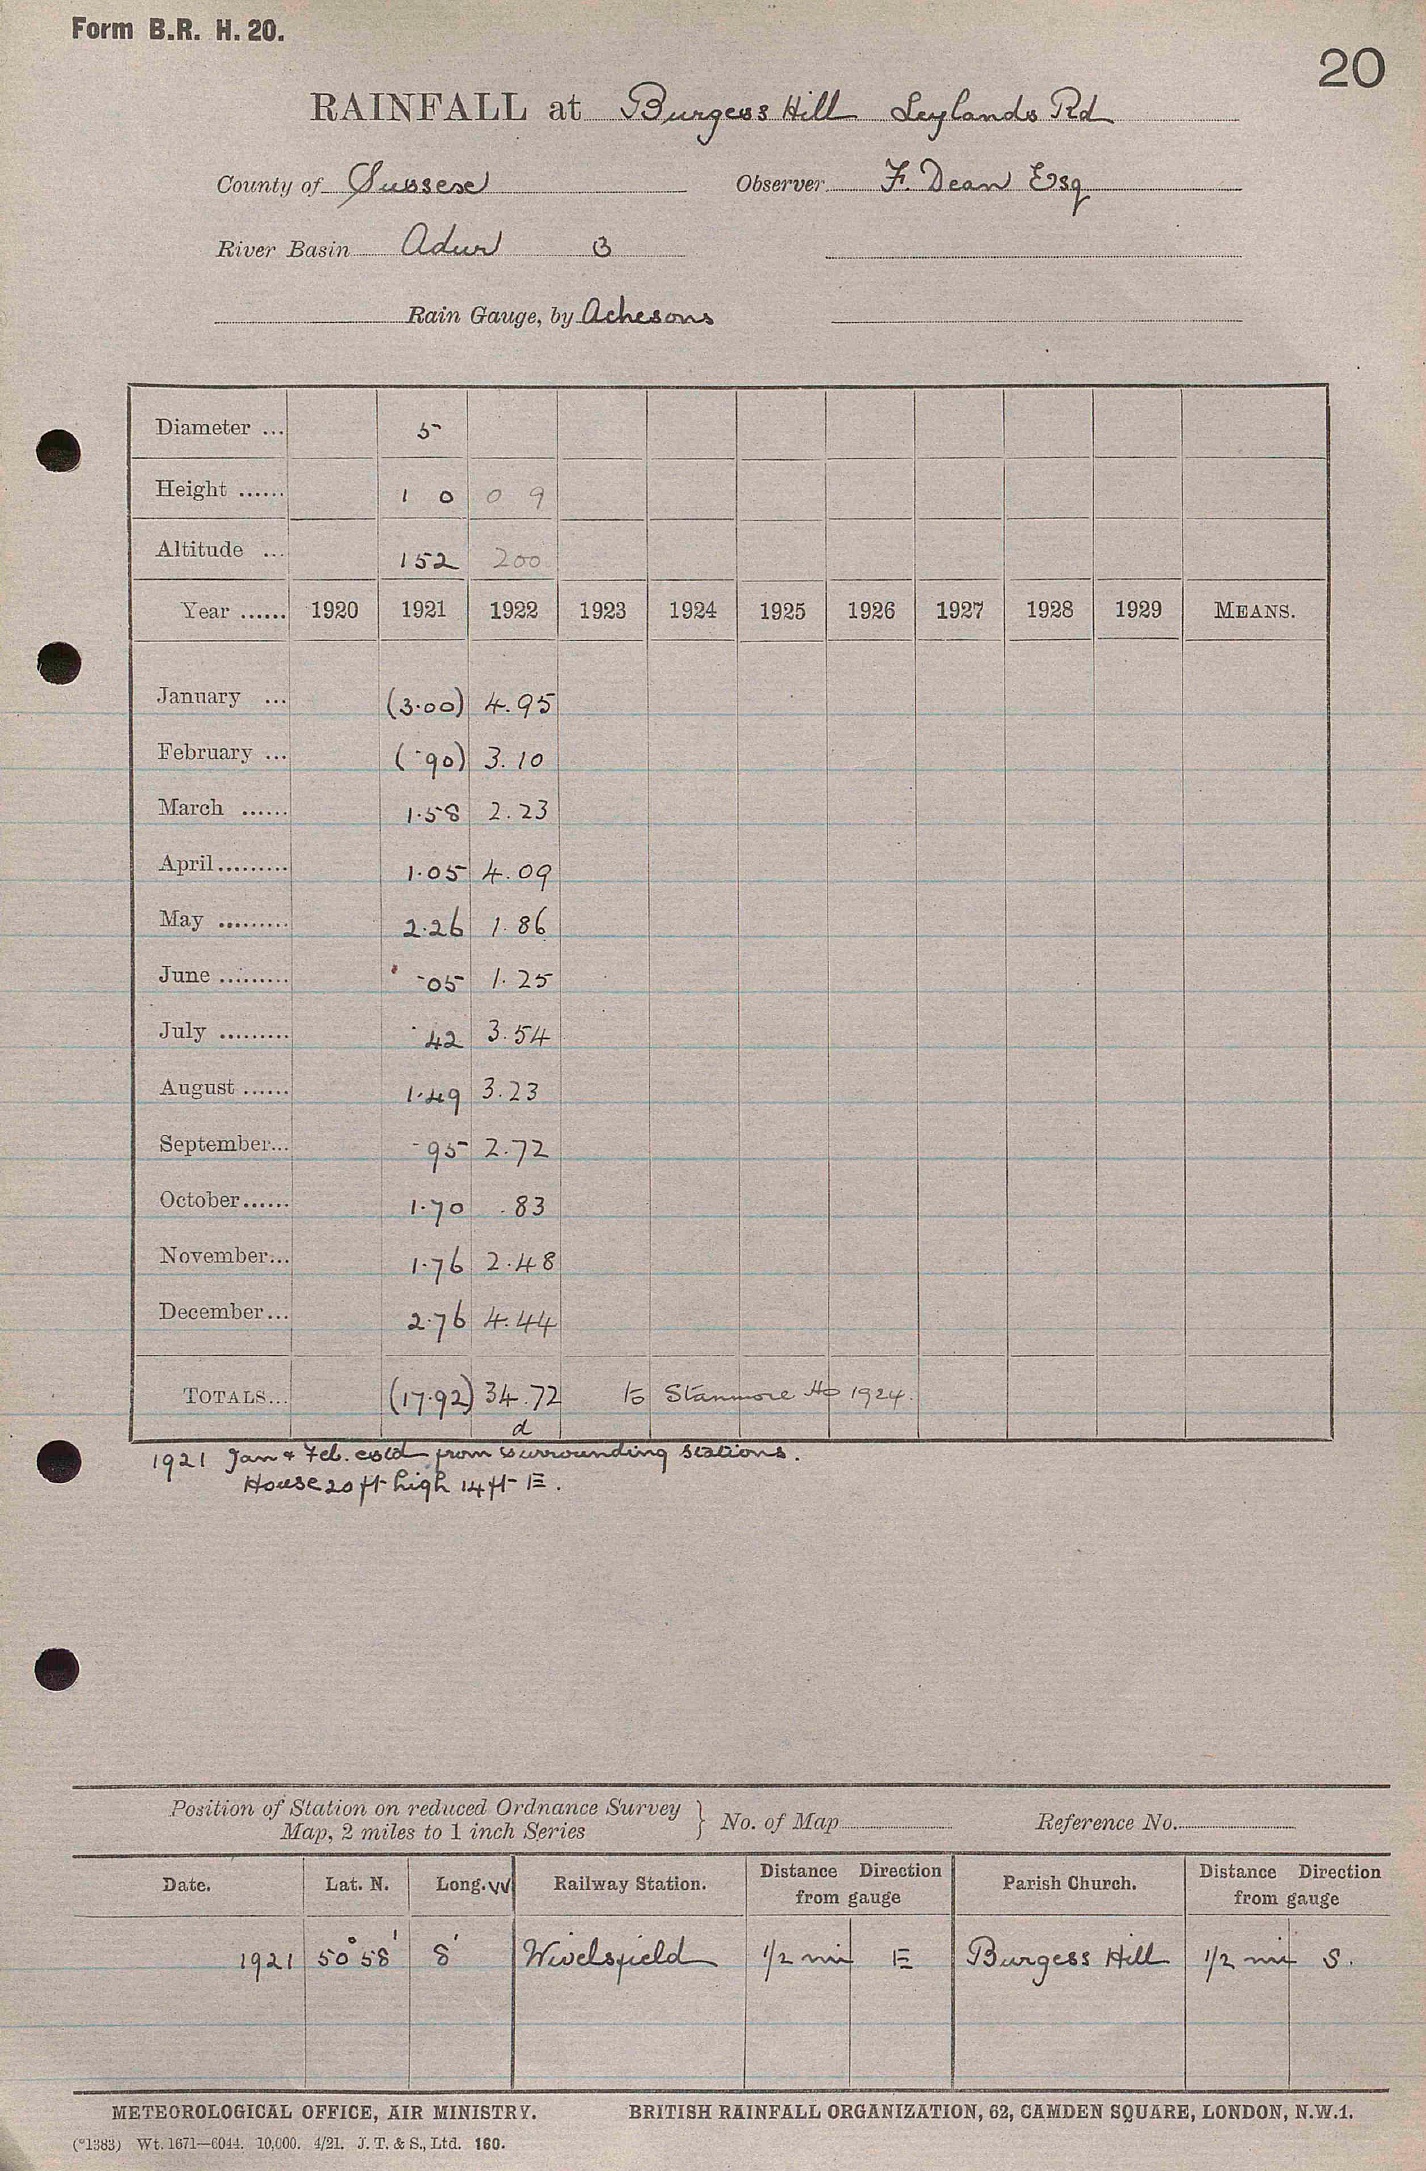 Form B.R. H. 20.
20
RAINFALL at Burgess Hill Leylands Rd
County of Sussex Observer F. Dean Esq
River Basin Adur 3
Rain Gauge, by Achesons
Diameter ... 5
Height ...... 1 0 0 9
Altitude ... 152 200
Year ...... 1920 1921 1922 1923 1924 1925 1926 1927 1928 1929 MEANS.
January ... (3.00) 4.95
February ... (.90) 3.10
March ...... 1.58 2.23
April......... 1.05 4.09
May ......... 2.26 1.86
June ......... .05 1.25
July ......... .42 3.54
August ...... 1.49 3.23
September... .95 2.72
October...... 1.70 .83
November... 1.76 2.48
December... 2.76 4.44
TOTALS... (17.92) 34.72 to Stanmore Ho 1924.
d
1921 Jan & Feb. estd from surrounding stations.
House 20 ft high 14 ft E.
Position of Station on reduced Ordnance Survey
Map, 2 miles to 1 inch Series } No. of Map Reference No.
Date. Lat. N. Long. W Railway Station. Distance Direction from gauge Parish Church. Distance Direction from gauge
1921 50° 58' 8' Wivelsfield 1/2 mi E Burgess Hill 1/2 mi S.
METEOROLOGICAL OFFICE, AIR MINISTRY. BRITISH RAINFALL ORGANIZATION, 62, CAMDEN SQUARE, LONDON, N.W.1.
(*1383) Wt. 1671—6044. 10,000. 4/21. J. T. & S., Ltd. 160.